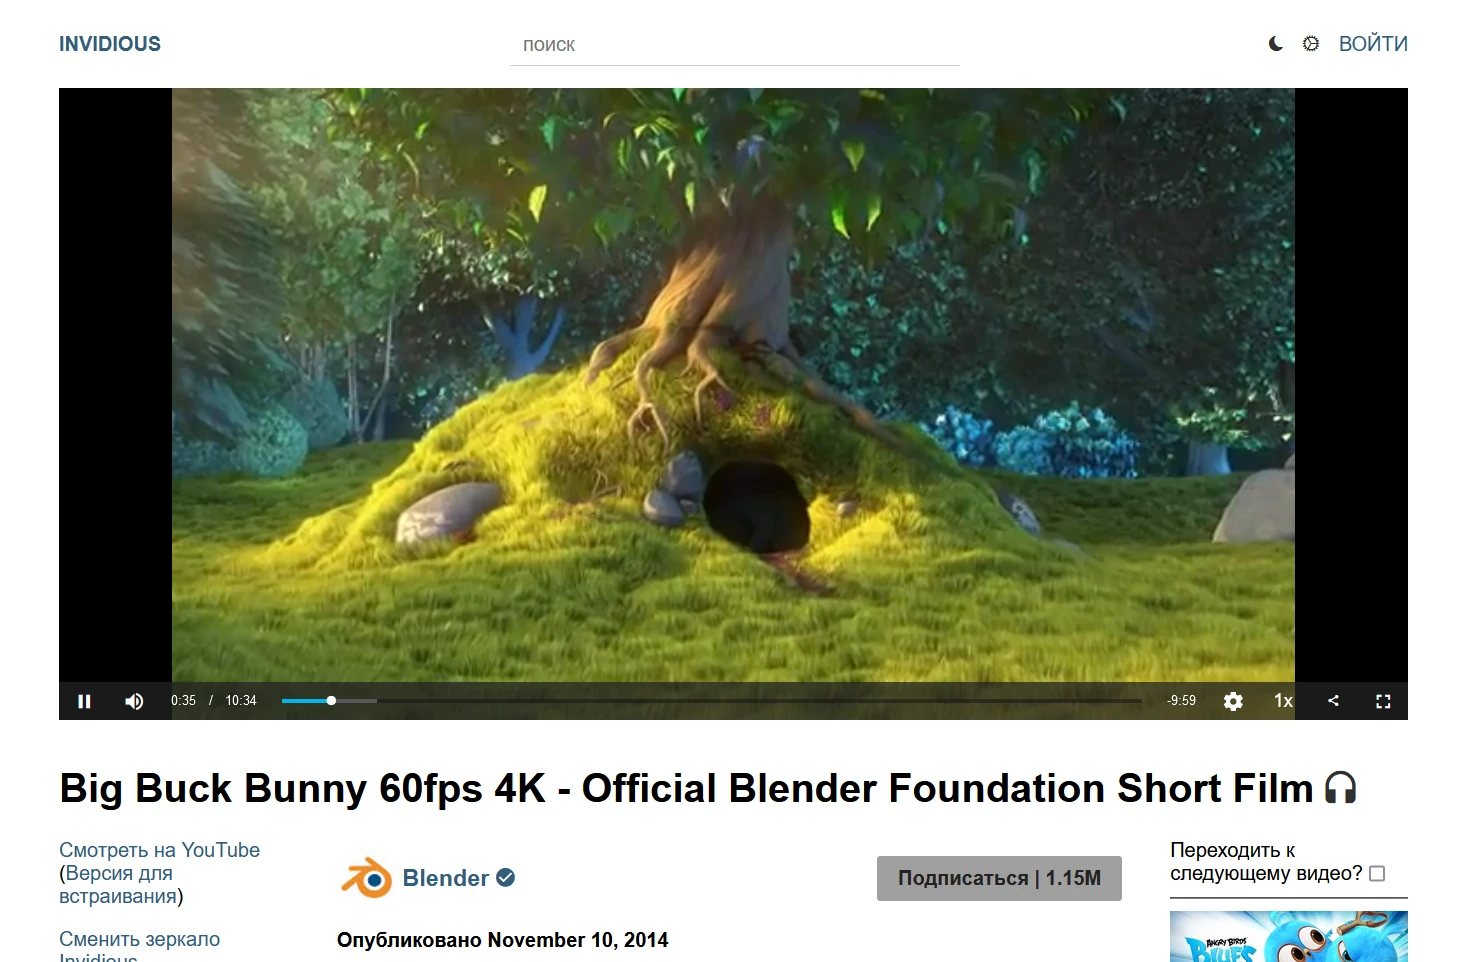 INVIDIOUS
поиск
ВОЙТИ
0:35 / 10:34
-9:59
1x
Big Buck Bunny 60fps 4K - Official Blender Foundation Short Film
Смотреть на YouTube
(Версия для
встраивания)
Сменить зеркало
Invidious
Blender
Подписаться | 1.15M
Опубликовано November 10, 2014
Переходить к
следующему видео?
ANGRY BIRDS
BLUES